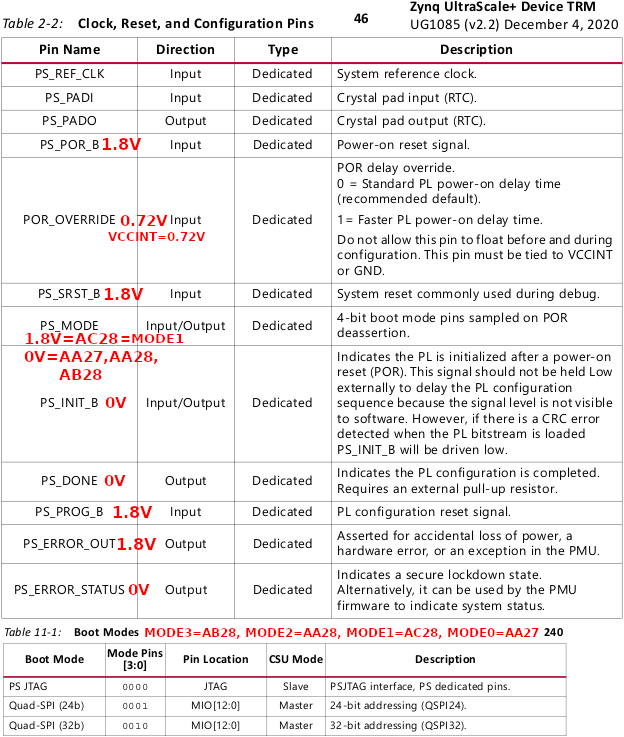 Zynq UltraScale+ Device TRM
Table 2-2: Clock, Reset, and Configuration Pins 46 UG1085 (v2.2) December 4, 2020
Pin Name Direction Type Description
PS_REF_CLK Input Dedicated System reference clock.
PS_PADI Input Dedicated Crystal pad input (RTC).
PS_PADO Output Dedicated Crystal pad output (RTC).
PS_POR_B 1.8V Input Dedicated Power-on reset signal.
POR delay override.
0 = Standard PL power-on delay time
(recommended default).
POR_OVERRIDE 0.72V Input Dedicated 1= Faster PL power-on delay time.
VCCINT=0.72V
Do not allow this pin to float before and during
configuration. This pin must be tied to VCCINT
or GND.
PS_SRST_B 1.8V Input Dedicated System reset commonly used during debug.
PS_MODE Input/Output Dedicated 4-bit boot mode pins sampled on POR
deassertion.
1.8V=AC28=MODE1
0V=AA27,AA28,
AB28
Indicates the PL is initialized after a power-on
reset (POR). This signal should not be held Low
externally to delay the PL configuration
PS_INIT_B 0V Input/Output Dedicated sequence because the signal level is not visible
to software. However, if there is a CRC error
detected when the PL bitstream is loaded
PS_INIT_B will be driven low.
PS_DONE 0V Output Dedicated Indicates the PL configuration is completed.
Requires an external pull-up resistor.
PS_PROG_B 1.8V Input Dedicated PL configuration reset signal.
PS_ERROR_OUT 1.8V Output Dedicated Asserted for accidental loss of power, a
hardware error, or an exception in the PMU.
Indicates a secure lockdown state.
PS_ERROR_STATUS 0V Output Dedicated Alternatively, it can be used by the PMU
firmware to indicate system status.
Table 11-1: Boot Modes MODE3=AB28, MODE2=AA28, MODE1=AC28, MODE0=AA27 240
Boot Mode Mode Pins [3:0] Pin Location CSU Mode Description
PS JTAG 0000 JTAG Slave PSJTAG interface, PS dedicated pins.
Quad-SPI (24b) 0001 MIO[12:0] Master 24-bit addressing (QSPI24).
Quad-SPI (32b) 0010 MIO[12:0] Master 32-bit addressing (QSPI32).